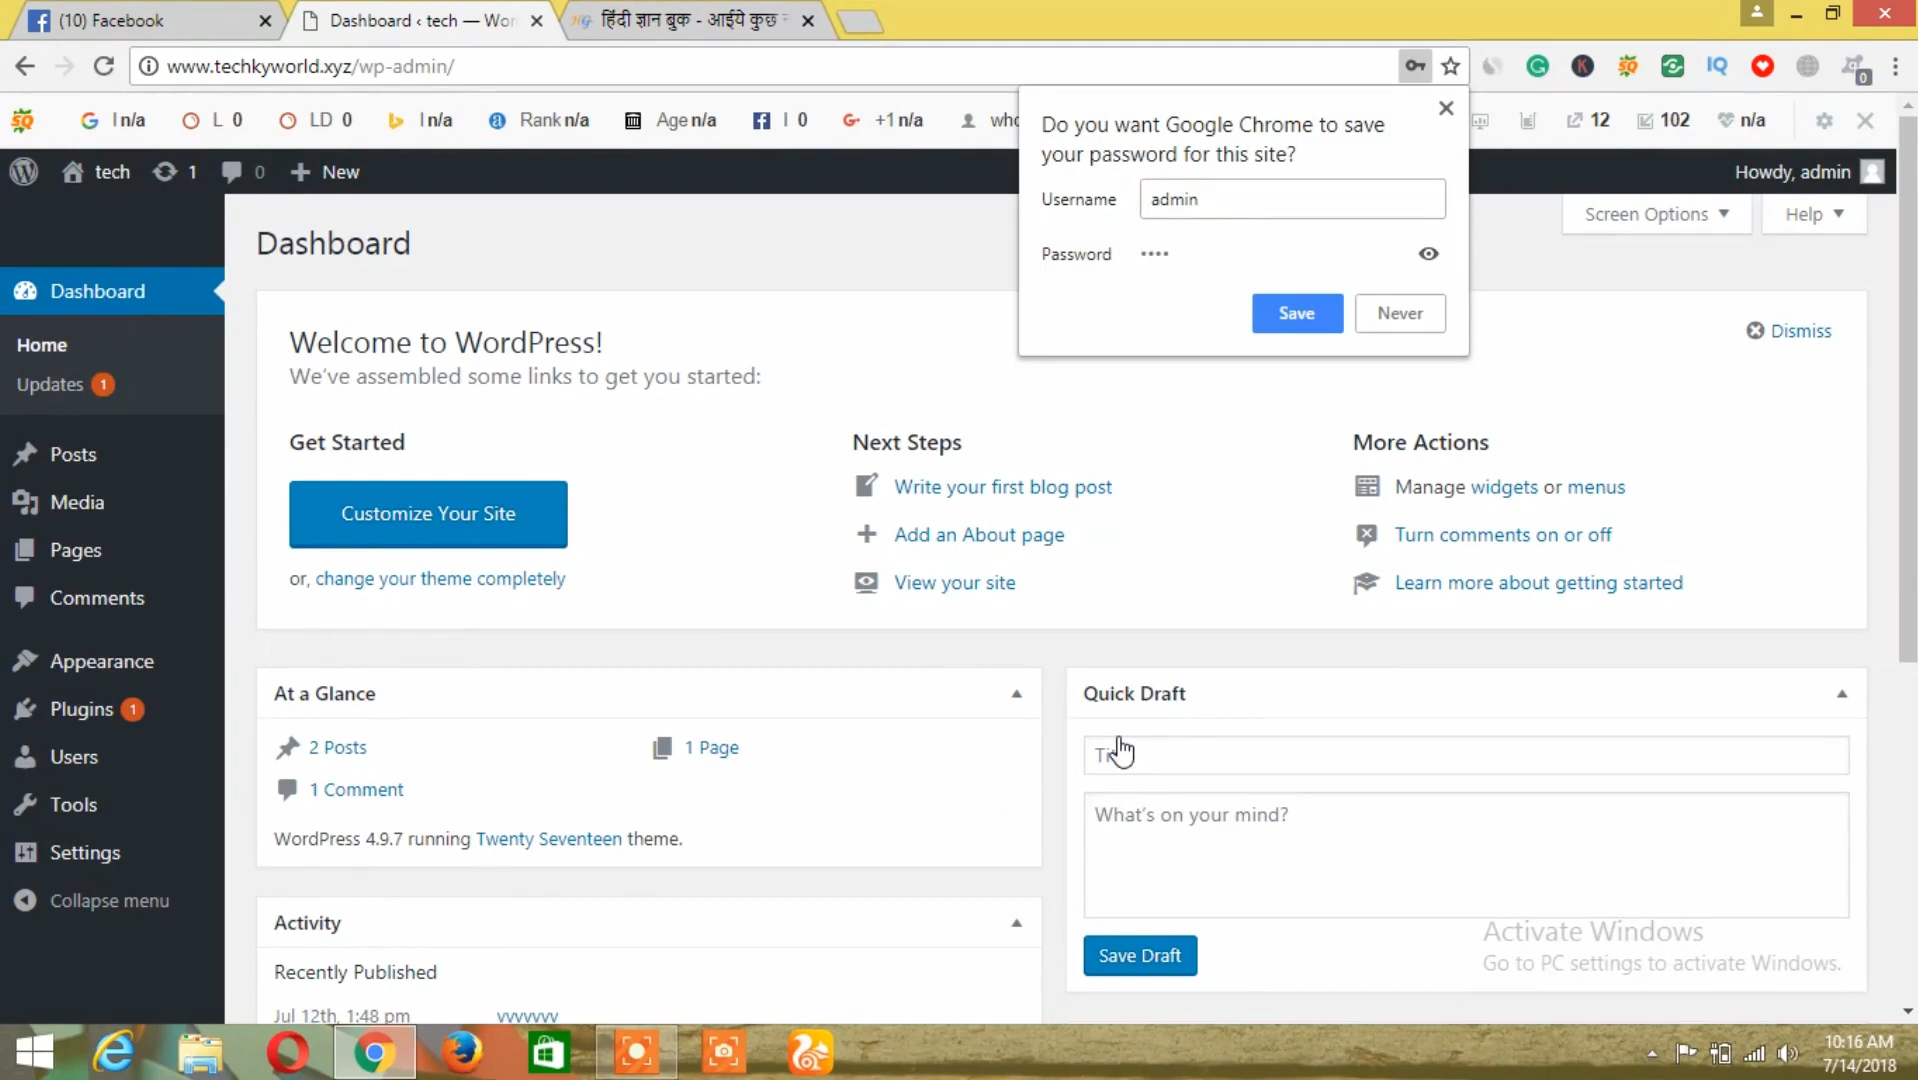 (10) Facebook
Dashboard ‹ tech — Wor
हिंदी ज्ञान बुक - आईये कुछ
www.techkyworld.xyz/wp-admin/
I n/a
L 0
LD 0
I n/a
Rank n/a
Age n/a
I 0
+1 n/a
12
102
n/a
0
tech
1
0
New
Howdy, admin
Do you want Google Chrome to save
your password for this site?
Username
admin
Password
Save
Never
Screen Options
Help
Dashboard
Dashboard
Home
Updates 1
Posts
Media
Pages
Comments
Appearance
Plugins 1
Users
Tools
Settings
Collapse menu
Welcome to WordPress!
We've assembled some links to get you started:
Dismiss
Get Started
Customize Your Site
or, change your theme completely
Next Steps
Write your first blog post
Add an About page
View your site
More Actions
Manage widgets or menus
Turn comments on or off
Learn more about getting started
At a Glance
2 Posts
1 Page
1 Comment
WordPress 4.9.7 running Twenty Seventeen theme.
Activity
Recently Published
Jul 12th, 1:48 pm
Quick Draft
What's on your mind?
Save Draft
Activate Windows
Go to PC settings to activate Windows.
10:16 AM
7/14/2018